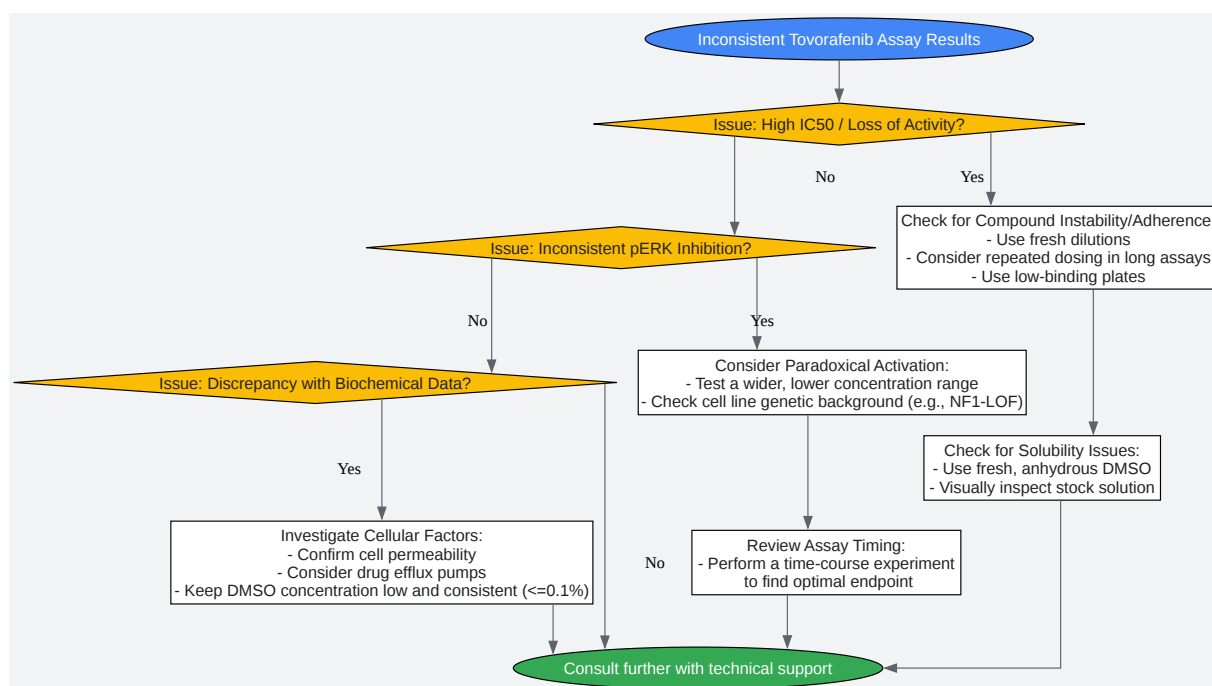 Inconsistent Tovorafenib Assay Results
Issue: High IC50 / Loss of Activity?
No
Yes
Check for Compound Instability/Adherence
- Use fresh dilutions
- Consider repeated dosing in long assays
- Use low-binding plates
Issue: Inconsistent pERK Inhibition?
No
Yes
Consider Paradoxical Activation:
- Test a wider, lower concentration range
- Check cell line genetic background (e.g., NF1-LOF)
Issue: Discrepancy with Biochemical Data?
Check for Solubility Issues:
- Use fresh, anhydrous DMSO
- Visually inspect stock solution
Yes
Investigate Cellular Factors:
- Confirm cell permeability
- Consider drug efflux pumps
- Keep DMSO concentration low and consistent (<=0.1%)
No
Review Assay Timing:
- Perform a time-course experiment
to find optimal endpoint
Consult further with technical support